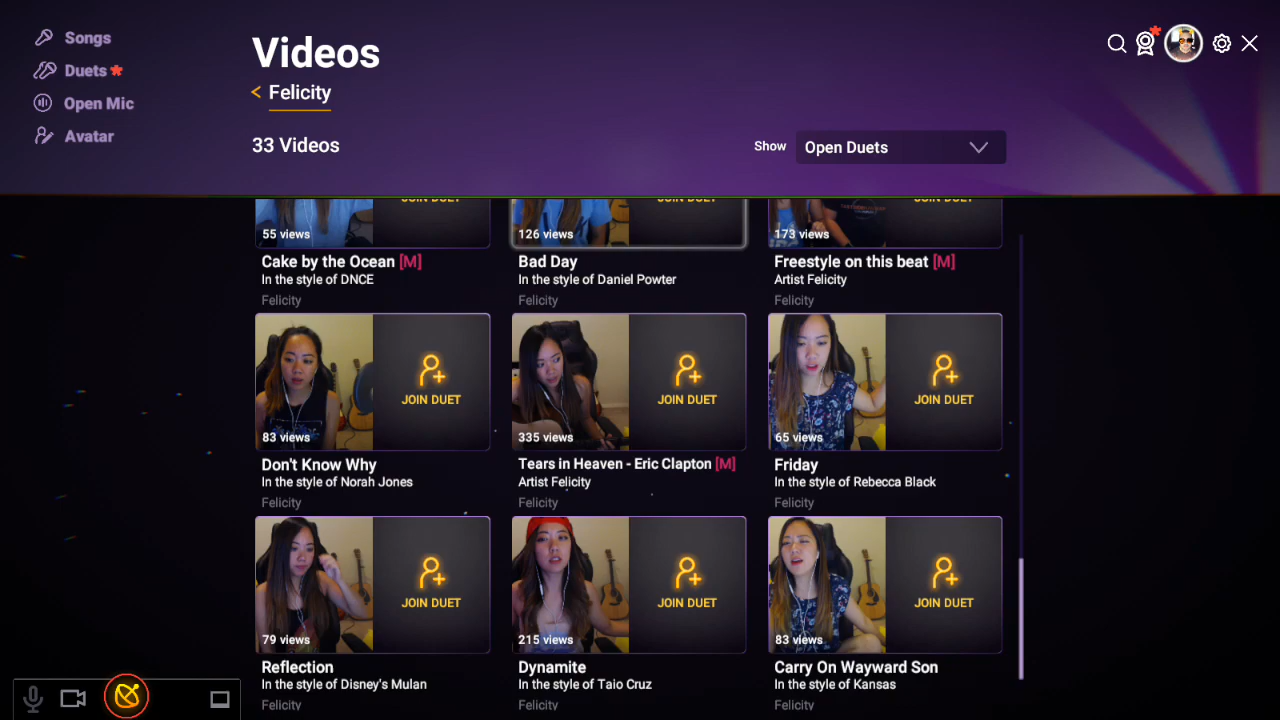 Songs
Duets *
Open Mic
Avatar
Videos
< Felicity
33 Videos
Show
Open Duets
JOIN DUET
JOIN DUET
JOIN DUET
55 views
126 views
173 views
Cake by the Ocean [M]
In the style of DNCE
Felicity
Bad Day
In the style of Daniel Powter
Felicity
Freestyle on this beat [M]
Artist Felicity
Felicity
JOIN DUET
JOIN DUET
JOIN DUET
83 views
335 views
65 views
Don't Know Why
In the style of Norah Jones
Felicity
Tears in Heaven - Eric Clapton [M]
Artist Felicity
Felicity
Friday
In the style of Rebecca Black
Felicity
JOIN DUET
JOIN DUET
JOIN DUET
79 views
215 views
83 views
Reflection
In the style of Disney's Mulan
Felicity
Dynamite
In the style of Taio Cruz
Felicity
Carry On Wayward Son
In the style of Kansas
Felicity